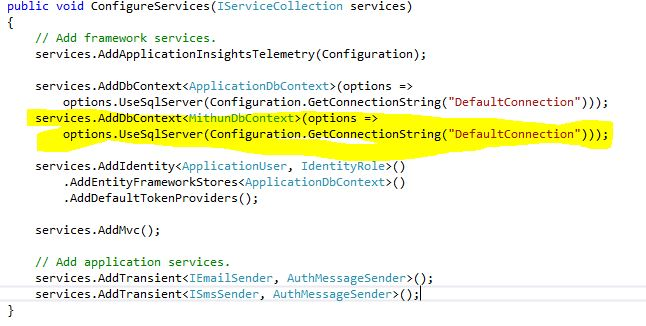 public void ConfigureServices(IServiceCollection services)
{
// Add framework services.
services.AddApplicationInsightsTelemetry(Configuration);
services.AddDbContext<ApplicationDbContext>(options =>
options.UseSqlServer(Configuration.GetConnectionString("DefaultConnection")));
services.AddDbContext<MithunDbContext>(options =>
options.UseSqlServer(Configuration.GetConnectionString("DefaultConnection")));
services.AddIdentity<ApplicationUser, IdentityRole>()
.AddEntityFrameworkStores<ApplicationDbContext>()
.AddDefaultTokenProviders();
services.AddMvc();
// Add application services.
services.AddTransient<IEmailSender, AuthMessageSender>();
services.AddTransient<ISmsSender, AuthMessageSender>();
}